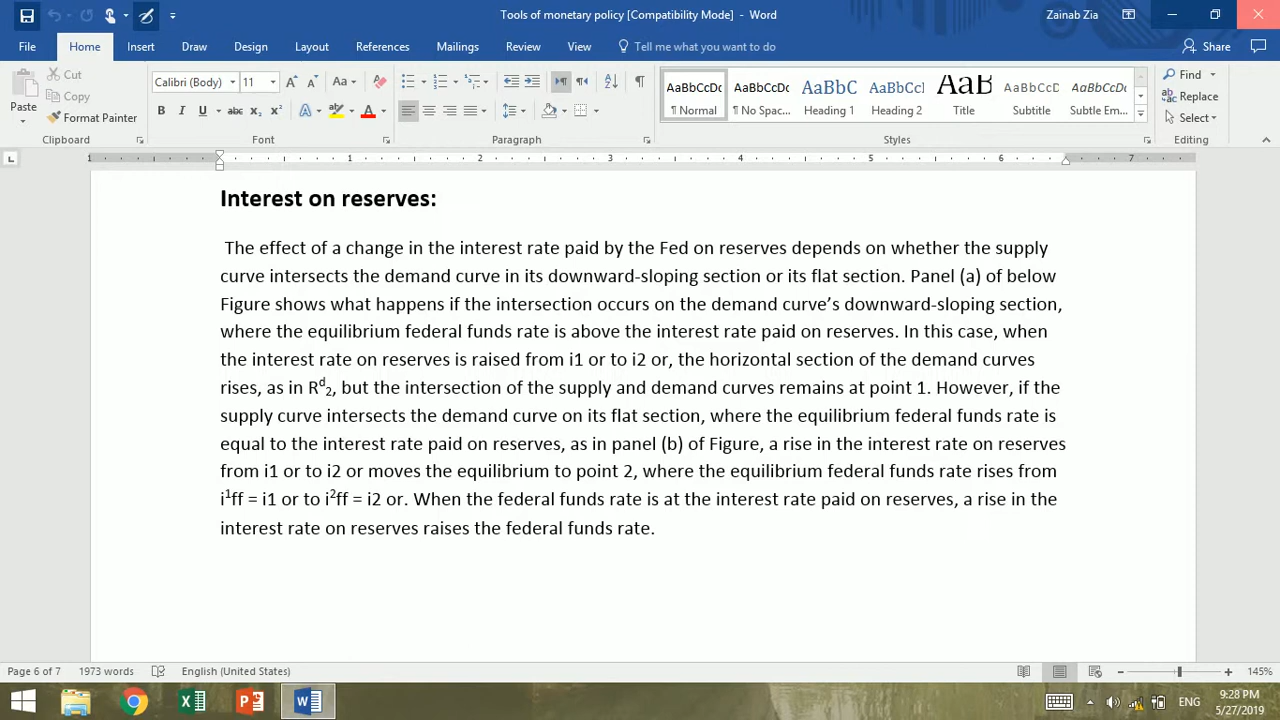 Tools of monetary policy [Compatibility Mode] - Word
Zainab Zia
File Home Insert Draw Design Layout References Mailings Review View Tell me what you want to do
Share
Paste
Cut
Copy
Format Painter
Clipboard
Calibri (Body) 11
Font
Paragraph
AaBbCcDc ¶ Normal
AaBbCcDc ¶ No Spac...
AaBbC Heading 1
AaBbCcl Heading 2
AaB Title
AaBbCcD Subtitle
AaBbCcDc Subtle Em...
Styles
Find
Replace
Select
Editing
1 1 2 3 4 5 6 7
Interest on reserves:
The effect of a change in the interest rate paid by the Fed on reserves depends on whether the supply
curve intersects the demand curve in its downward-sloping section or its flat section. Panel (a) of below
Figure shows what happens if the intersection occurs on the demand curve’s downward-sloping section,
where the equilibrium federal funds rate is above the interest rate paid on reserves. In this case, when
the interest rate on reserves is raised from i1 or to i2 or, the horizontal section of the demand curves
rises, as in Rᵈ₂, but the intersection of the supply and demand curves remains at point 1. However, if the
supply curve intersects the demand curve on its flat section, where the equilibrium federal funds rate is
equal to the interest rate paid on reserves, as in panel (b) of Figure, a rise in the interest rate on reserves
from i1 or to i2 or moves the equilibrium to point 2, where the equilibrium federal funds rate rises from
i¹ff = i1 or to i²ff = i2 or. When the federal funds rate is at the interest rate paid on reserves, a rise in the
interest rate on reserves raises the federal funds rate.
Page 6 of 7 1973 words English (United States) 145%
ENG
9:28 PM
5/27/2019